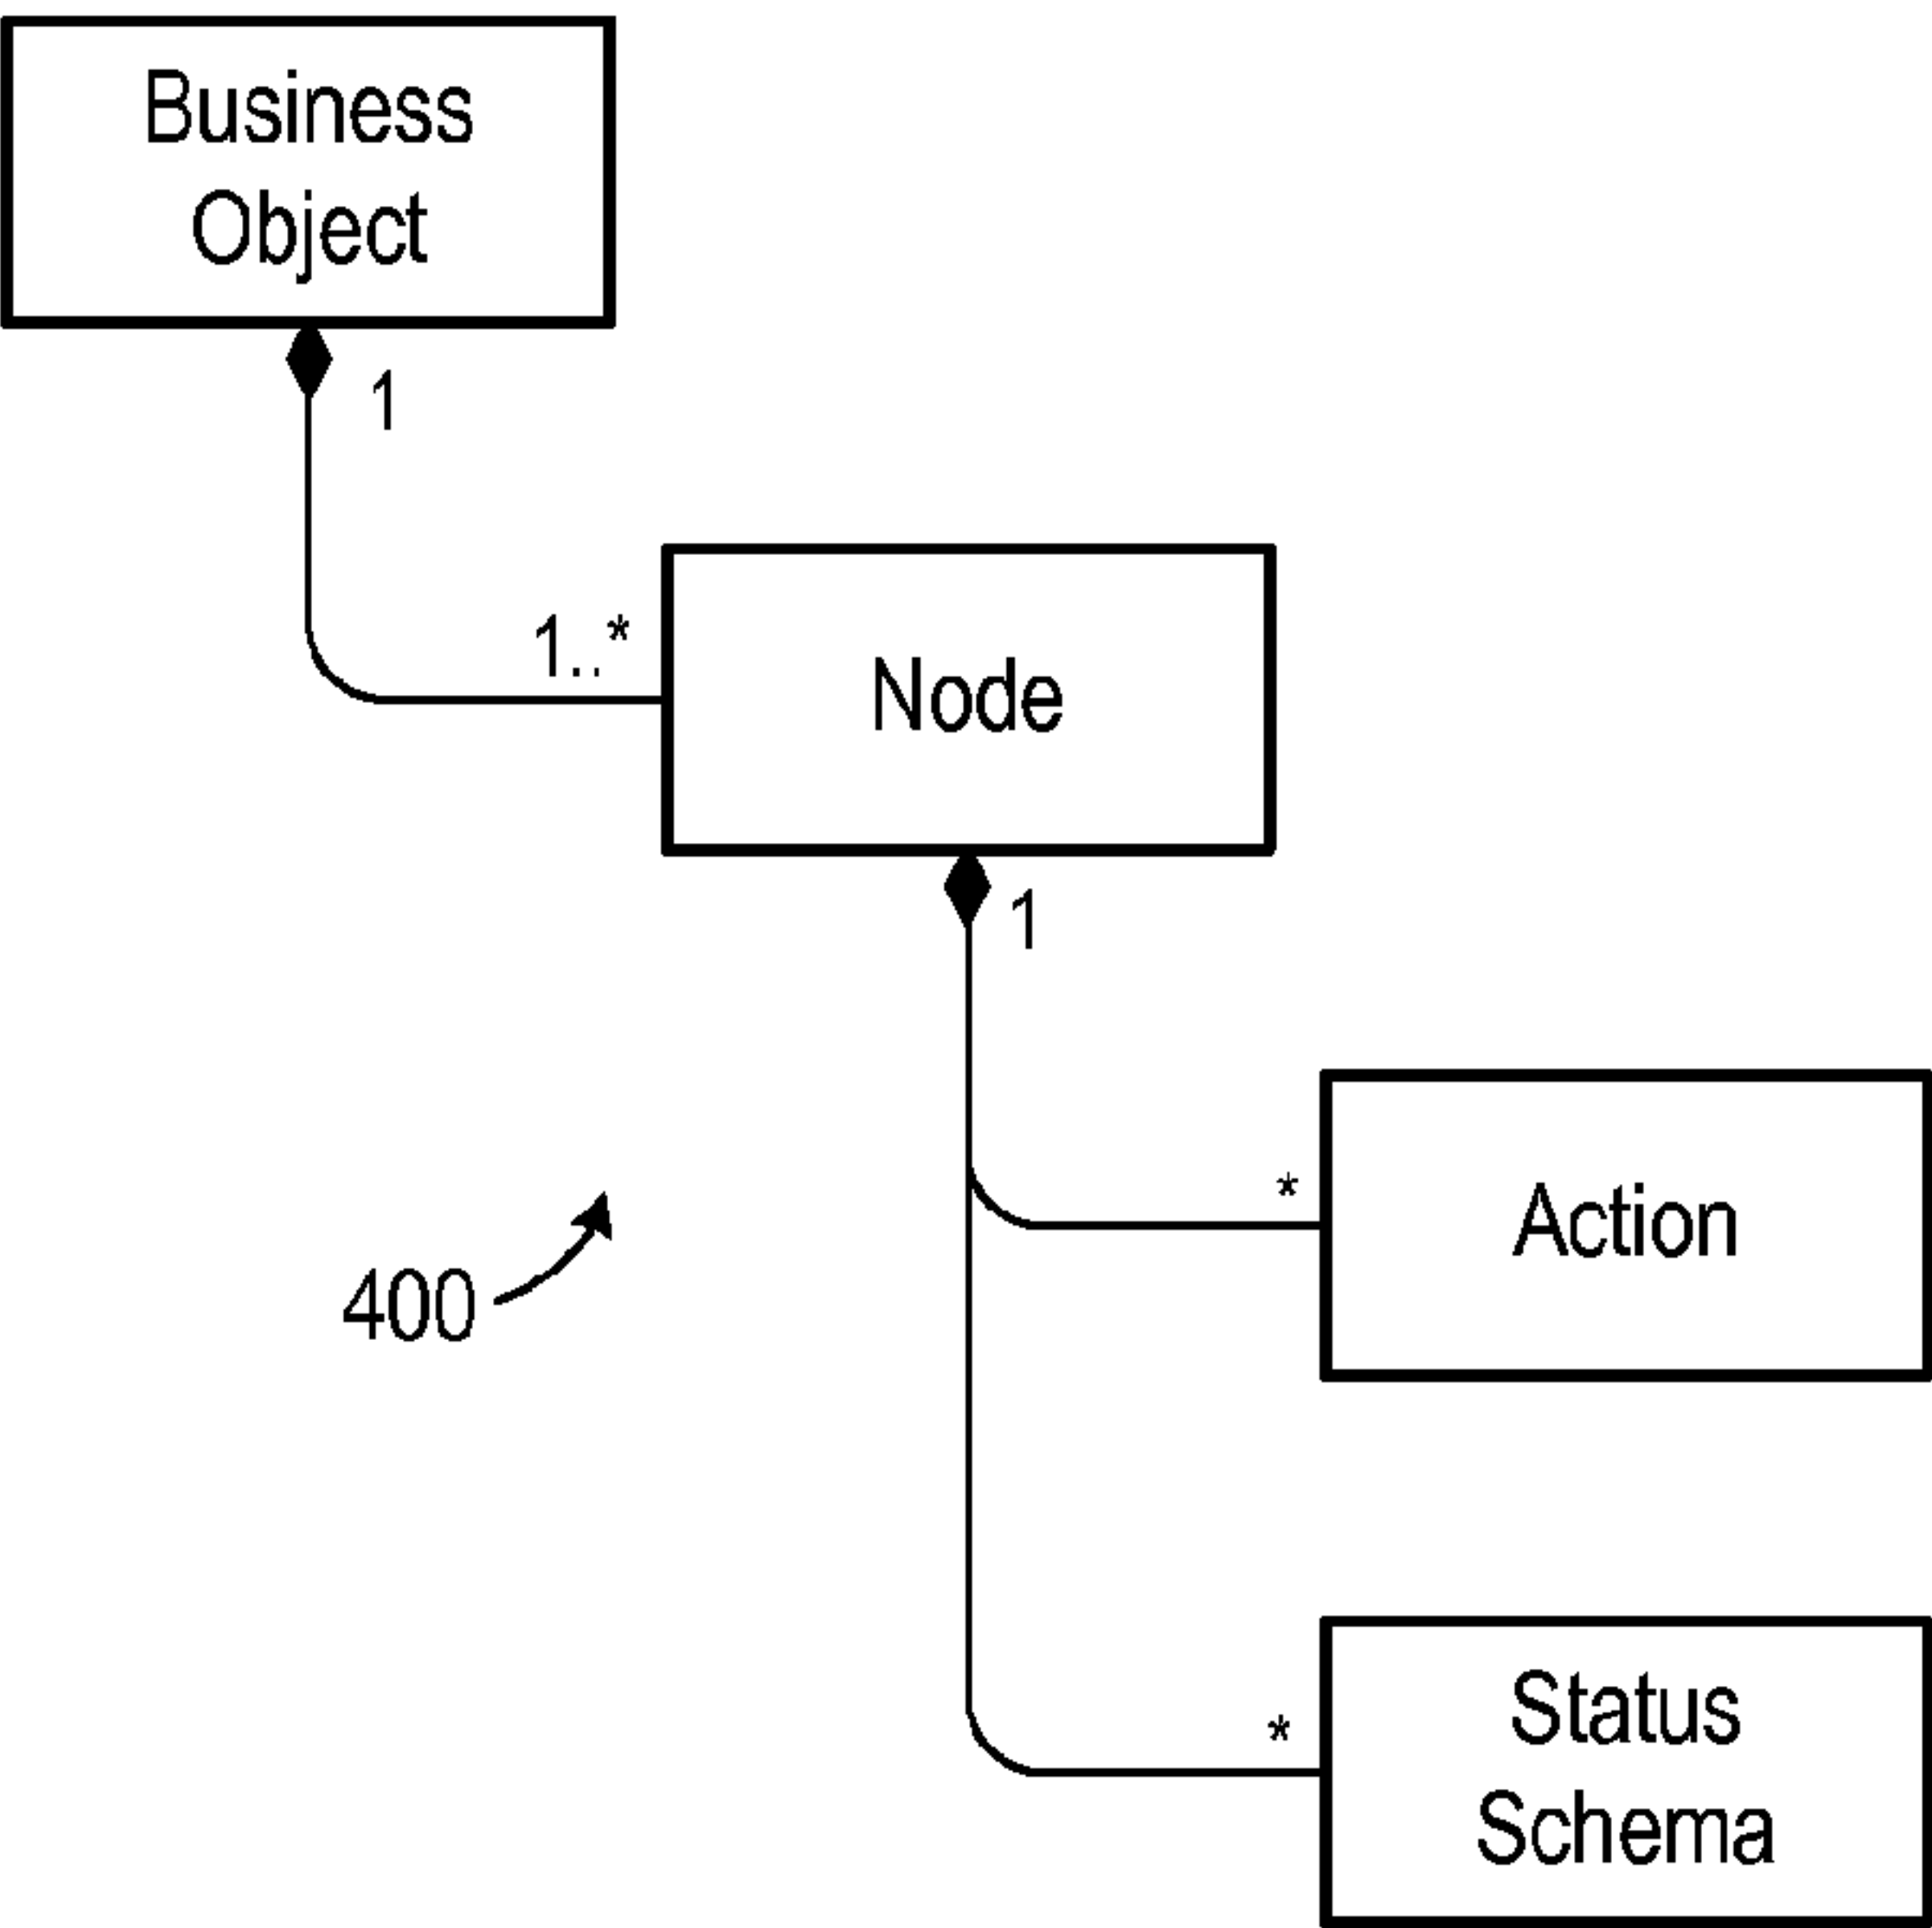 Business
Object
1
1..*
Node
1
*
Action
400
*
Status
Schema